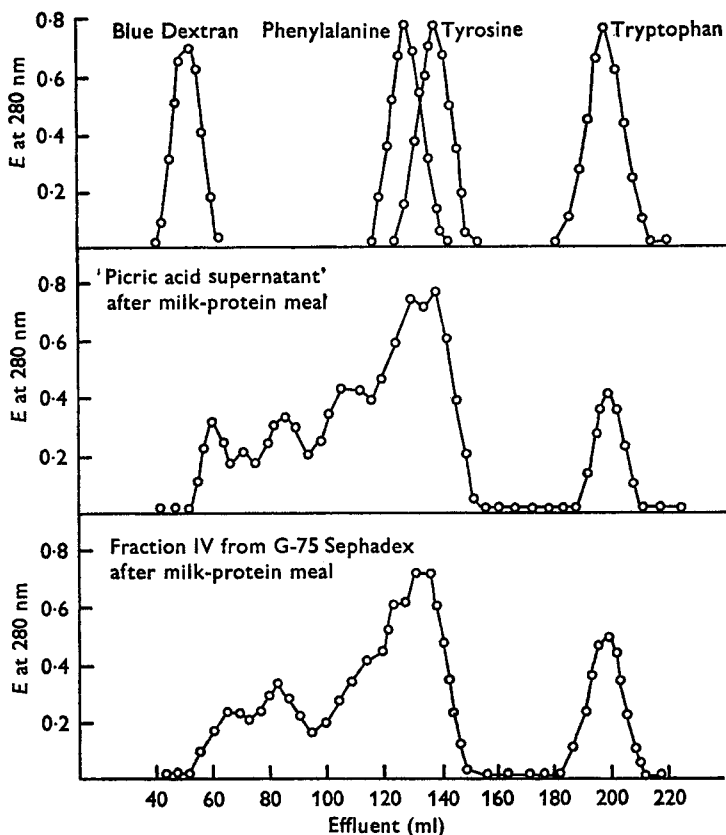 Blue Dextran Phenylalanine Tyrosine Tryptophan
0·8
0·6
0·4
0·2
E at 280 nm
'Picric acid supernatant'
after milk-protein meal
0·8
0·6
0·4
0·2
E at 280 nm
Fraction IV from G-75 Sephadex
after milk-protein meal
0·8
0·6
0·4
0·2
E at 280 nm
40 60 80 100 120 140 160 180 200 220
Effluent (ml)